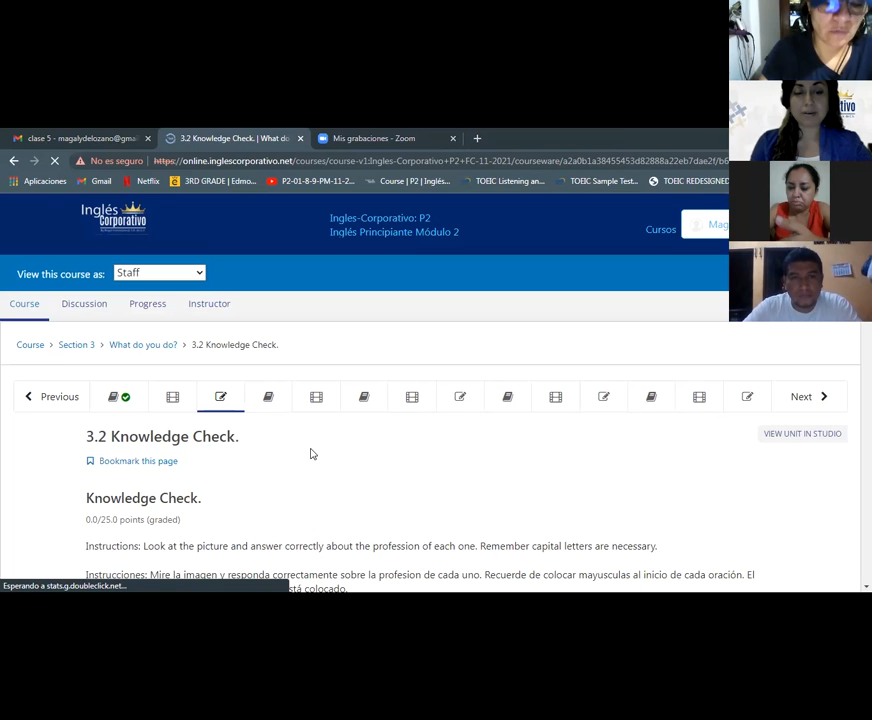 clase 5 - magalydelozano@gmai
3.2 Knowledge Check. | What do
Mis grabaciones - Zoom
No es seguro
https://online.inglescorporativo.net/courses/course-v1:Ingles-Corporativo+P2+FC-11-2021/courseware/a2a0b1a38455453d82888a22eb7dae2f/b6
Aplicaciones
Gmail
Netflix
3RD GRADE | Edmo...
P2-01-8-9-PM-11-2...
Course | P2 | Inglés...
TOEIC Listening an...
TOEIC Sample Test...
TOEIC REDESIGNED
Inglés
Corporativo
Ingles-Corporativo: P2
Inglés Principiante Módulo 2
Cursos
Mag
View this course as:
Staff
Course
Discussion
Progress
Instructor
Course > Section 3 > What do you do? > 3.2 Knowledge Check.
Previous
Next
3.2 Knowledge Check.
VIEW UNIT IN STUDIO
Bookmark this page
Knowledge Check.
0.0/25.0 points (graded)
Instructions: Look at the picture and answer correctly about the profession of each one. Remember capital letters are necessary.
Instrucciones: Mire la imagen y responda correctamente sobre la profesion de cada uno. Recuerde de colocar mayusculas al inicio de cada oración. El
está colocado.
Esperando a stats.g.doubleclick.net...